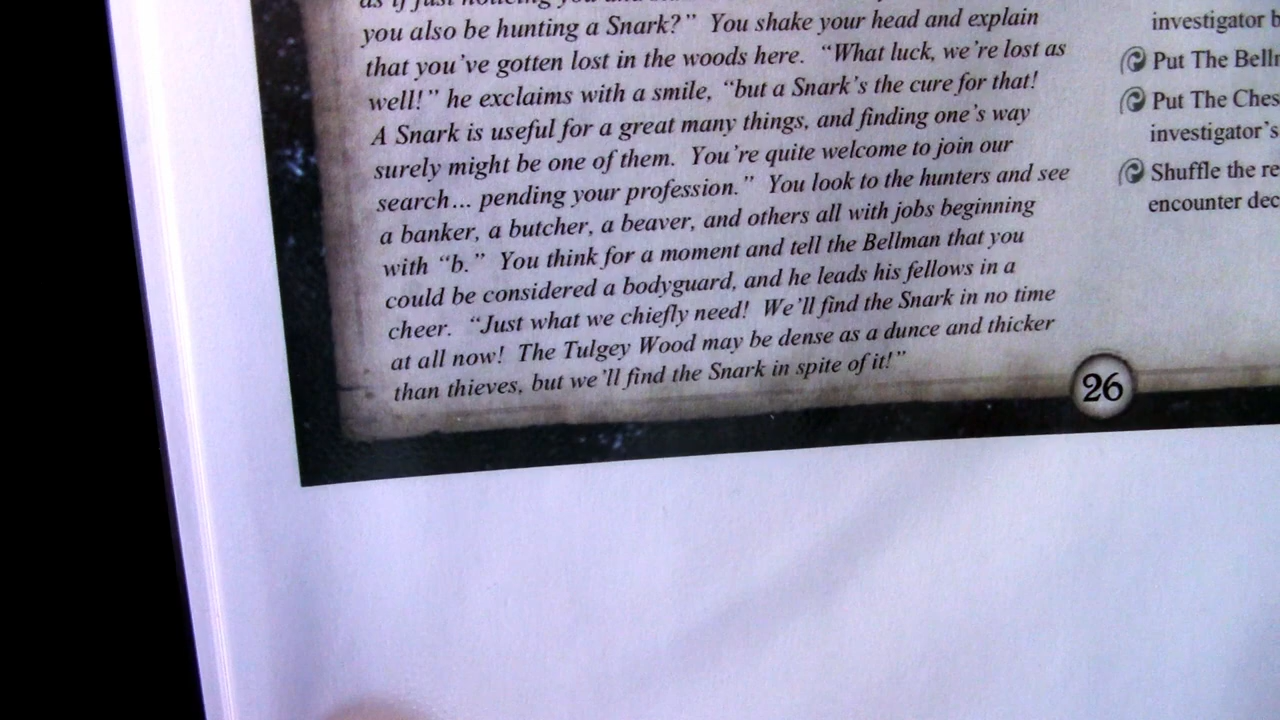 you also be hunting a Snark?" You shake your head and explain
that you've gotten lost in the woods here. "What luck, we're lost as
well!" he exclaims with a smile, "but a Snark's the cure for that!
A Snark is useful for a great many things, and finding one's way
surely might be one of them. You're quite welcome to join our
search... pending your profession." You look to the hunters and see
a banker, a butcher, a beaver, and others all with jobs beginning
with "b." You think for a moment and tell the Bellman that you
could be considered a bodyguard, and he leads his fellows in a
cheer. "Just what we chiefly need! We'll find the Snark in no time
at all now! The Tulgey Wood may be dense as a dunce and thicker
than thieves, but we'll find the Snark in spite of it!"
26
investigator
Put The
Put The
investigator's
Shuffle the
encounter